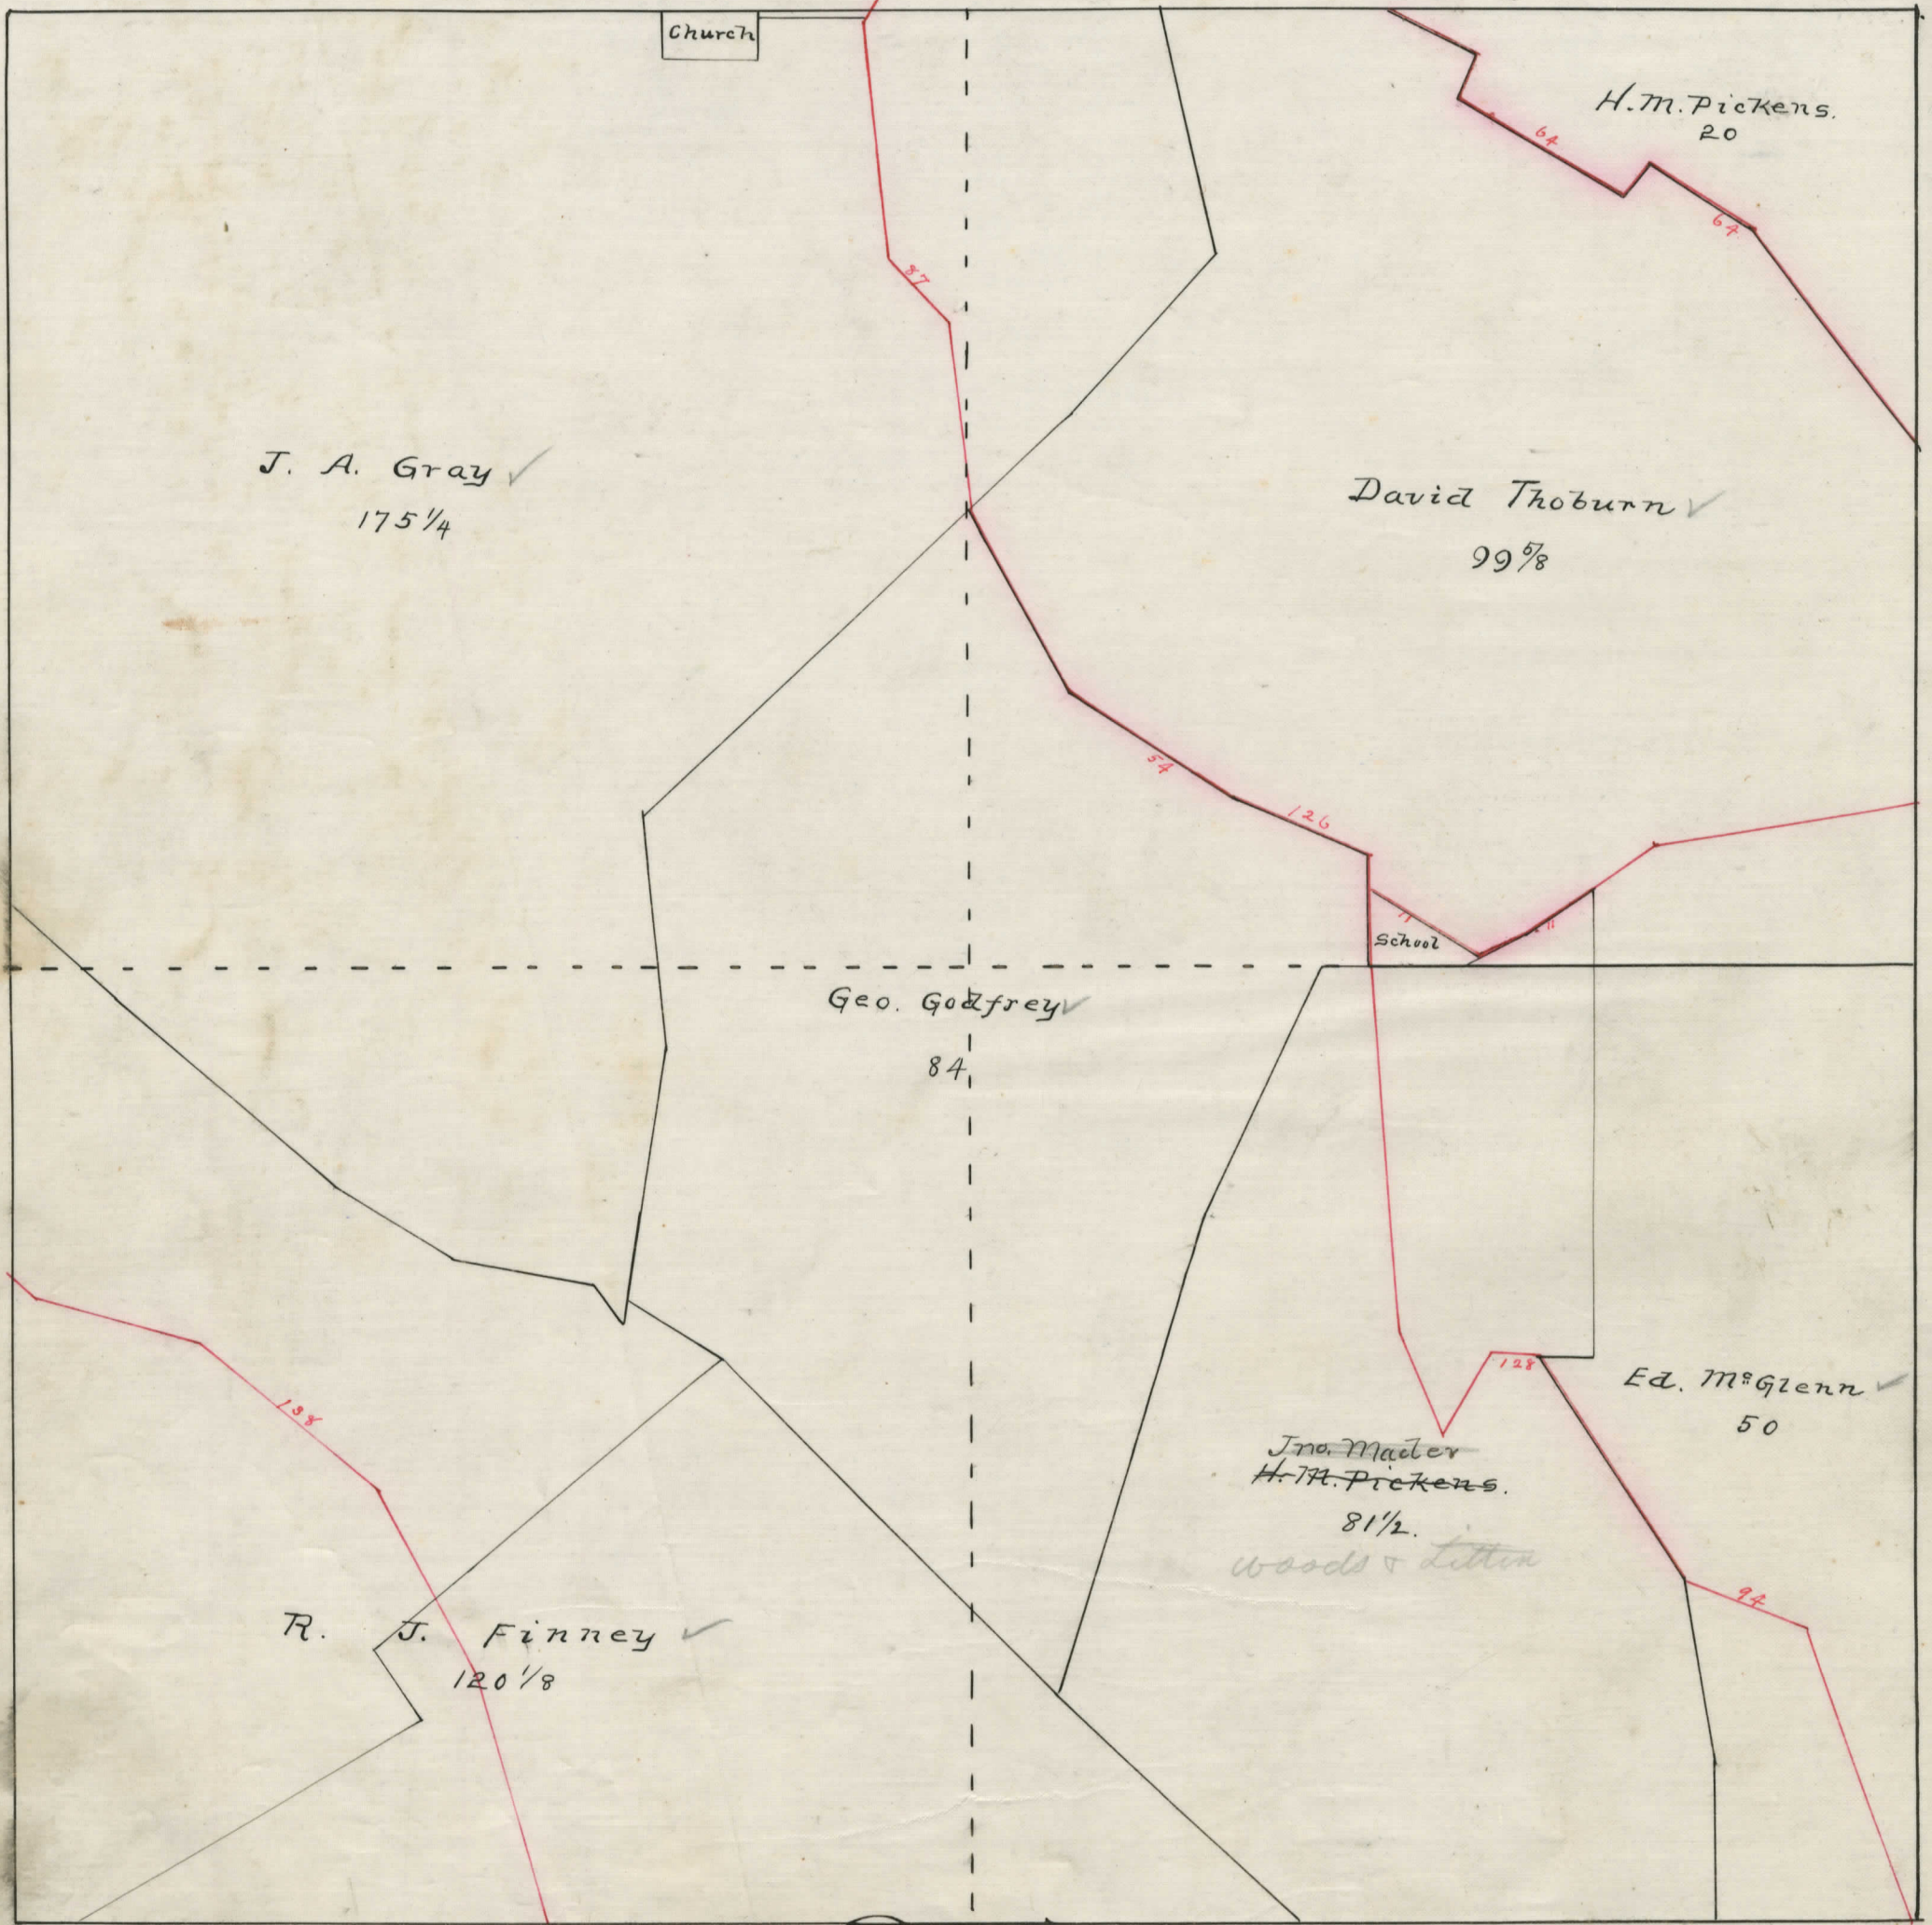 Church
H. M. Pickens.
20
64
64
87
J. A. Gray ✓
175 1/4
David Thoburn ✓
99 5/8
54
126
11
School
11
Geo. Godfrey ✓
84
128
Ed. McGlenn ✓
50
138
Jno. Mader
H. M. Pickens.
81 1/2.
woods &
94
R. J. Finney ✓
120 1/8